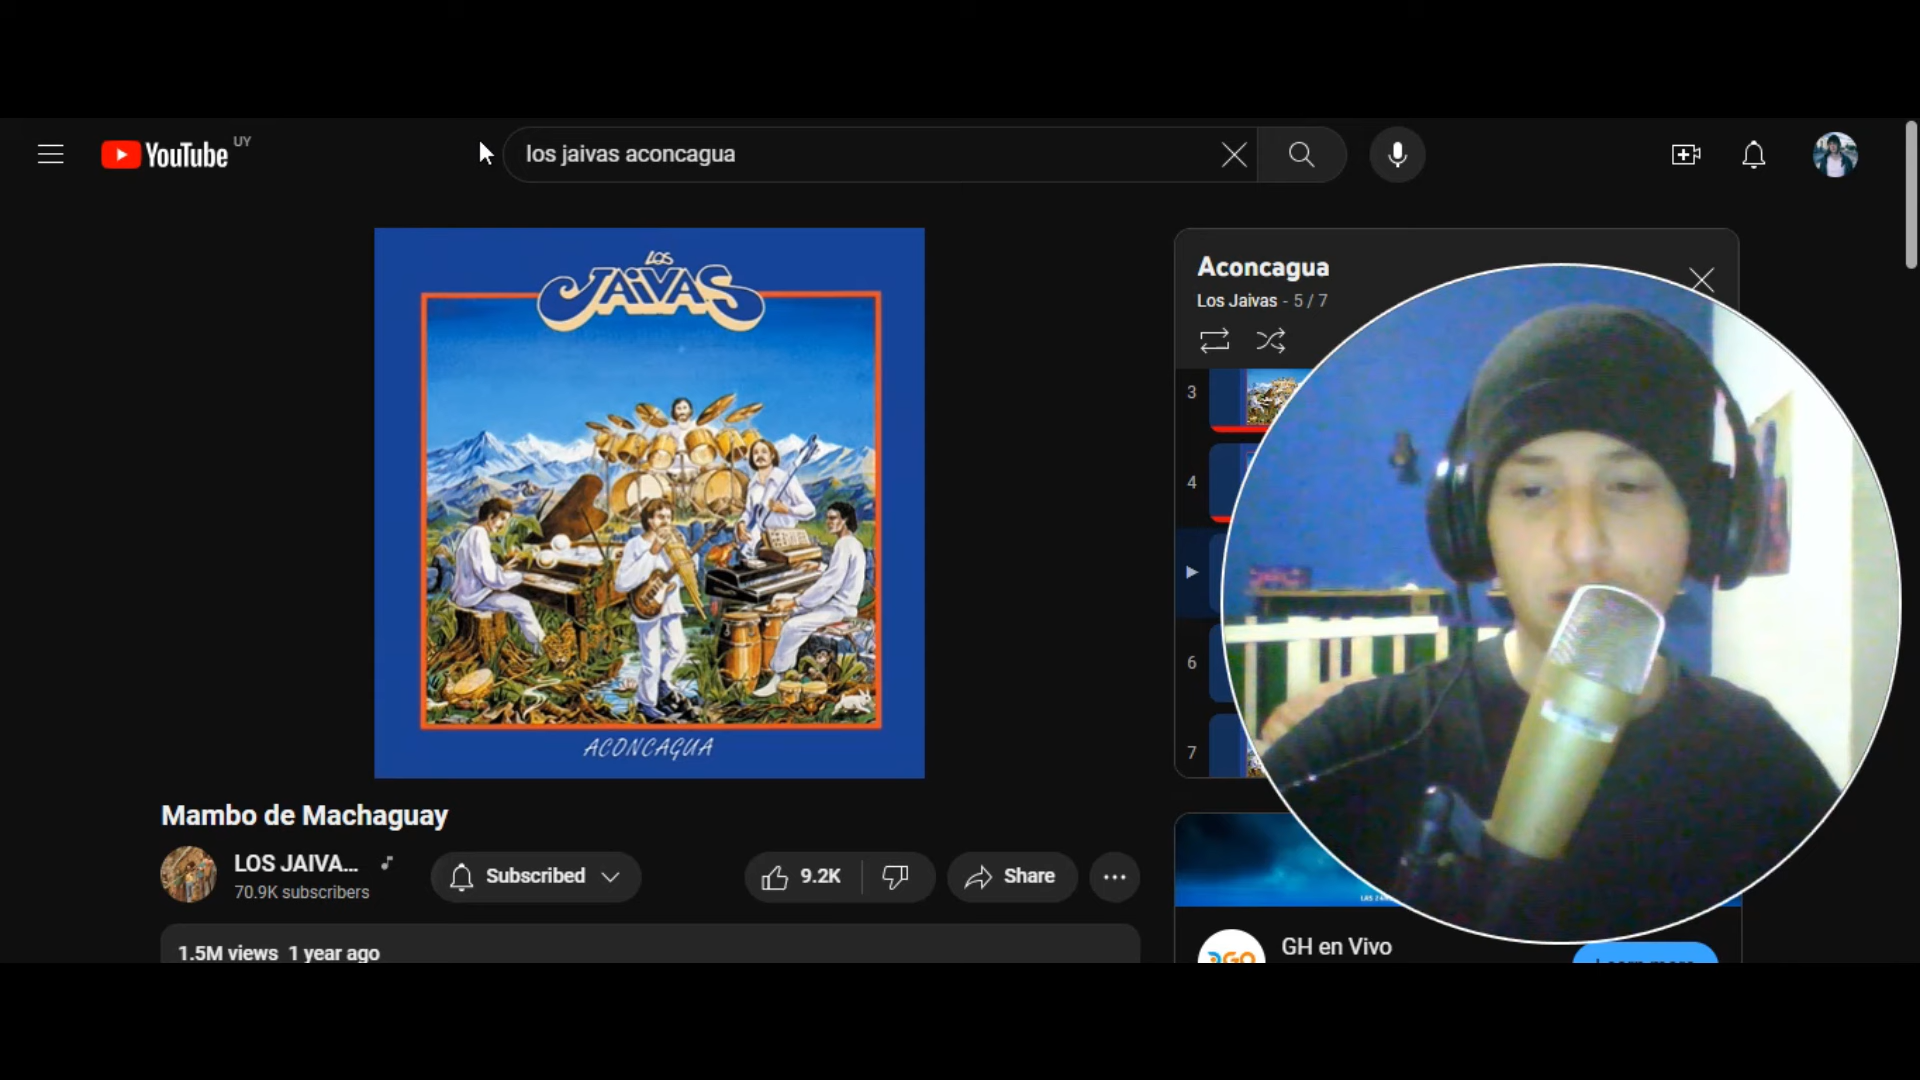 YouTube UY
los jaivas aconcagua
LOS
JAIVAS
ACONCAGUA
Aconcagua
Los Jaivas - 5 / 7
3
4
6
7
Mambo de Machaguay
LOS JAIVA...
70.9K subscribers
Subscribed
9.2K
Share
1.5M views 1 year ago
GH en Vivo
Learn more